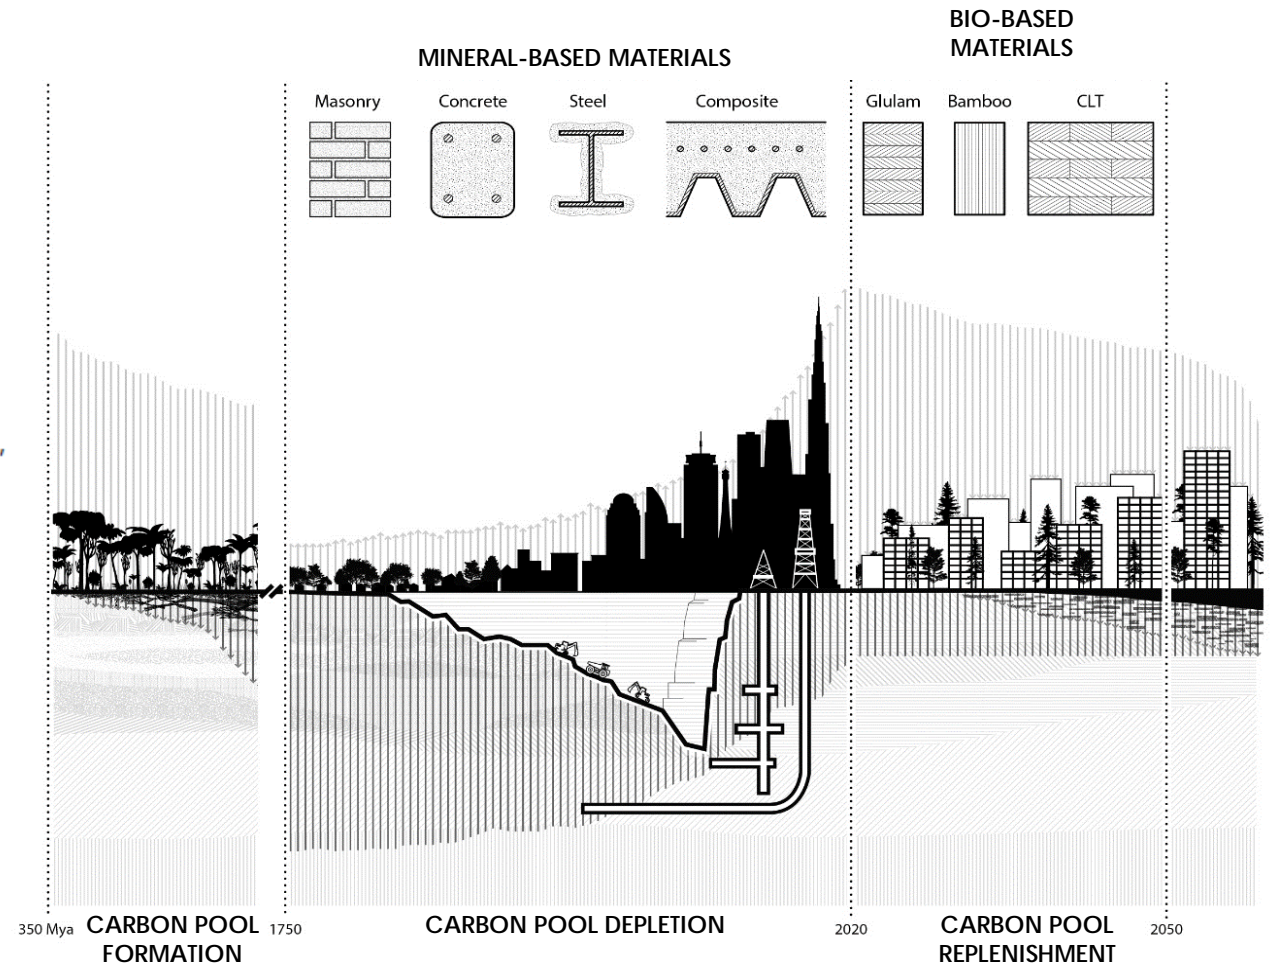 BIO-BASED
MATERIALS
MINERAL-BASED MATERIALS
Masonry
Concrete
Steel
Composite
Glulam
Bamboo
CLT
350 Mya
CARBON POOL
FORMATION
1750
CARBON POOL DEPLETION
2020
CARBON POOL
REPLENISHMENT
2050